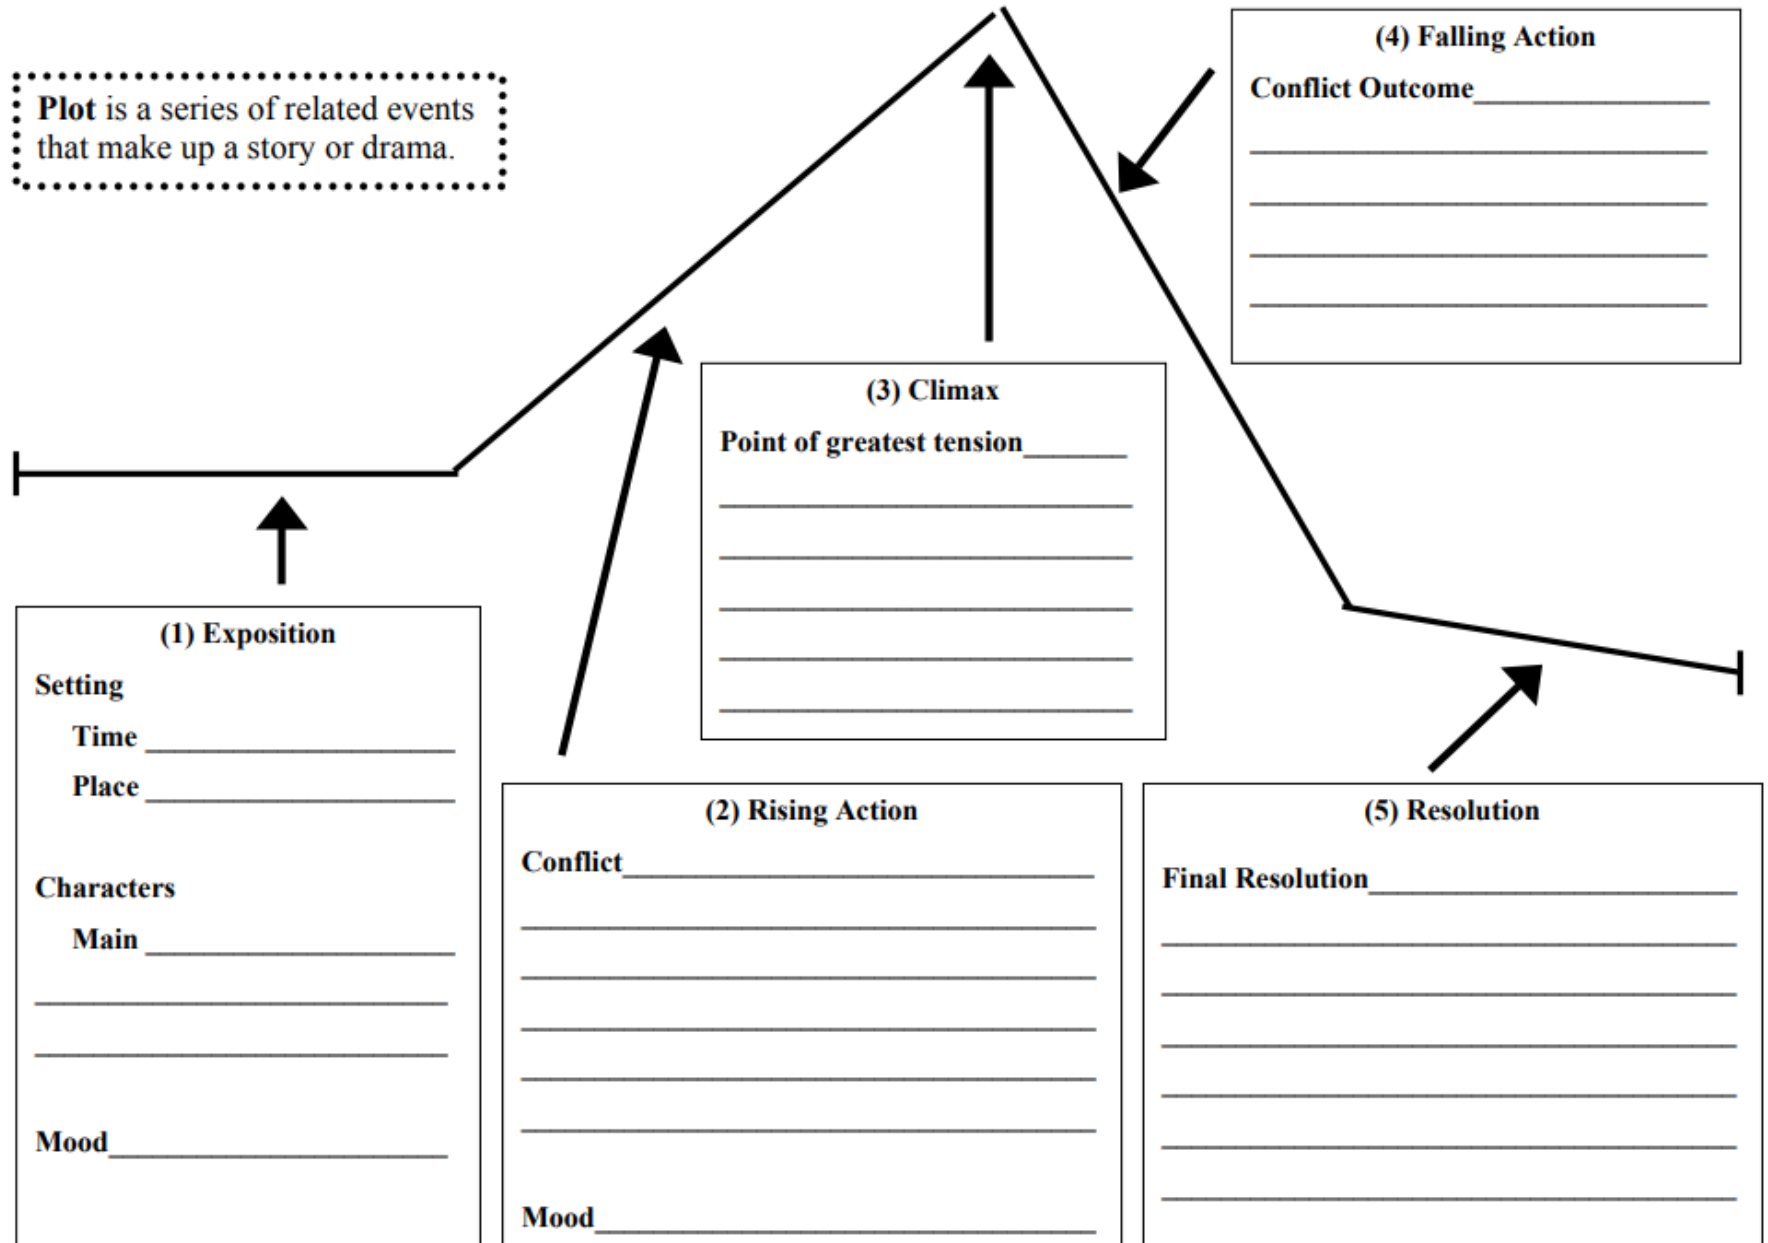 Plot is a series of related events
that make up a story or drama.
(1) Exposition
Setting
Time
Place
Characters
Main
Mood
(2) Rising Action
Conflict
Mood
(3) Climax
Point of greatest tension
(4) Falling Action
Conflict Outcome
(5) Resolution
Final Resolution